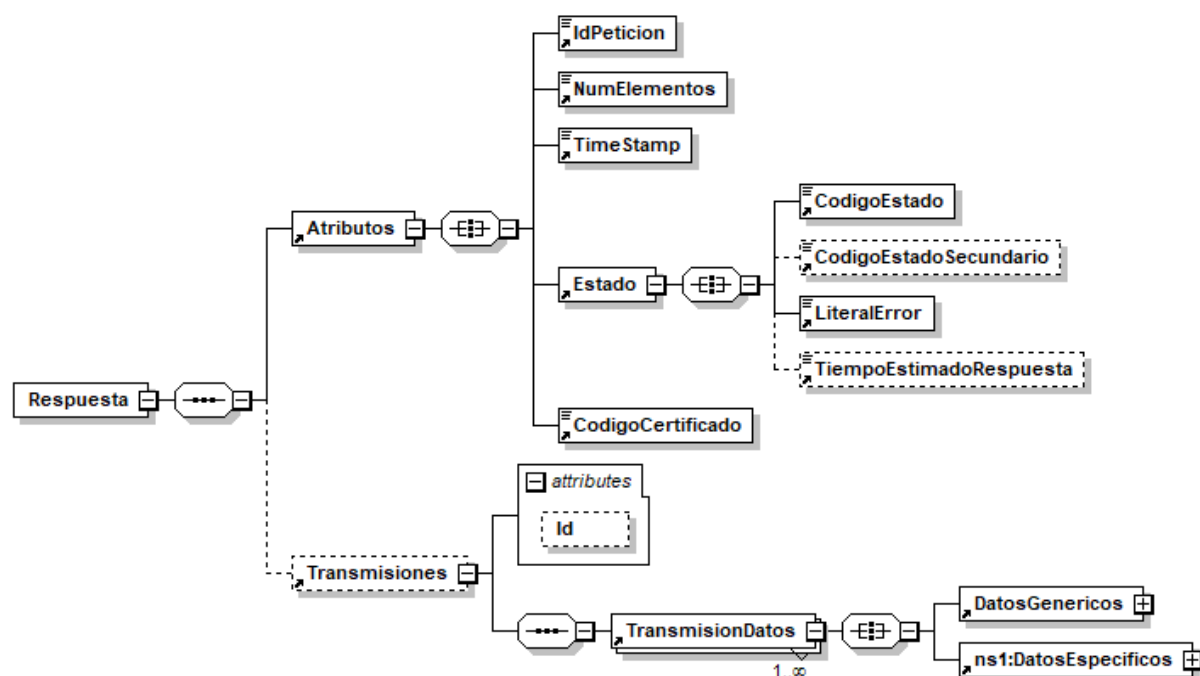 IdPeticion
NumElementos
TimeStamp
CodigoEstado
Atributos
CodigoEstadoSecundario
Estado
LiteralError
TiempoEstimadoRespuesta
Respuesta
CodigoCertificado
attributes
Id
Transmisiones
DatosGenericos
TransmisionDatos
ns1:DatosEspecificos
1..∞